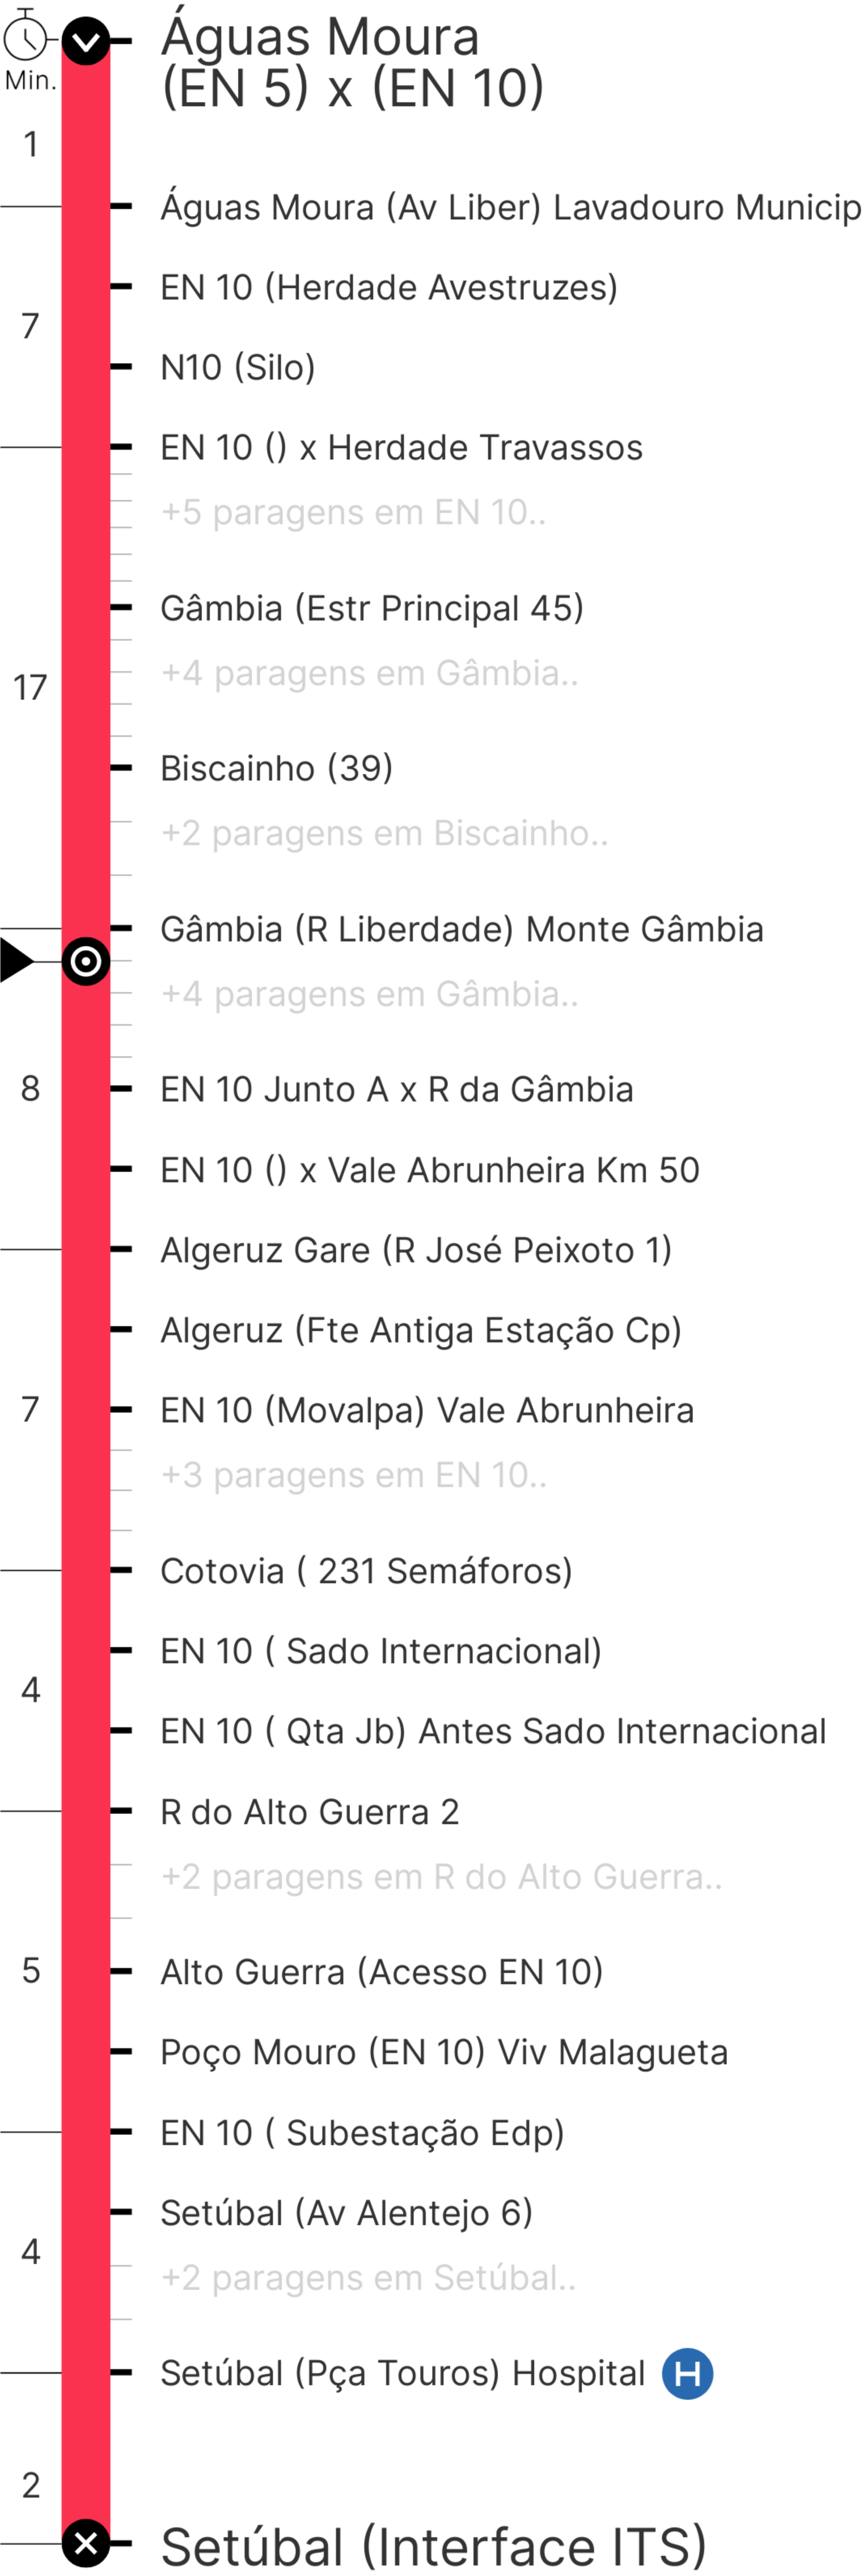 Águas Moura
(EN 5) x (EN 10)
Min.
1
Águas Moura (Av Liber) Lavadouro Municip
EN 10 (Herdade Avestruzes)
7
N10 (Silo)
EN 10 () x Herdade Travassos
+5 paragens em EN 10..
Gâmbia (Estr Principal 45)
+4 paragens em Gâmbia..
17
Biscainho (39)
+2 paragens em Biscainho..
Gâmbia (R Liberdade) Monte Gâmbia
+4 paragens em Gâmbia..
8
EN 10 Junto A x R da Gâmbia
EN 10 () x Vale Abrunheira Km 50
Algeruz Gare (R José Peixoto 1)
Algeruz (Fte Antiga Estação Cp)
7
EN 10 (Movalpa) Vale Abrunheira
+3 paragens em EN 10..
Cotovia ( 231 Semáforos)
EN 10 ( Sado Internacional)
4
EN 10 ( Qta Jb) Antes Sado Internacional
R do Alto Guerra 2
+2 paragens em R do Alto Guerra..
5
Alto Guerra (Acesso EN 10)
Poço Mouro (EN 10) Viv Malagueta
EN 10 ( Subestação Edp)
Setúbal (Av Alentejo 6)
4
+2 paragens em Setúbal..
Setúbal (Pça Touros) Hospital H
2
Setúbal (Interface ITS)